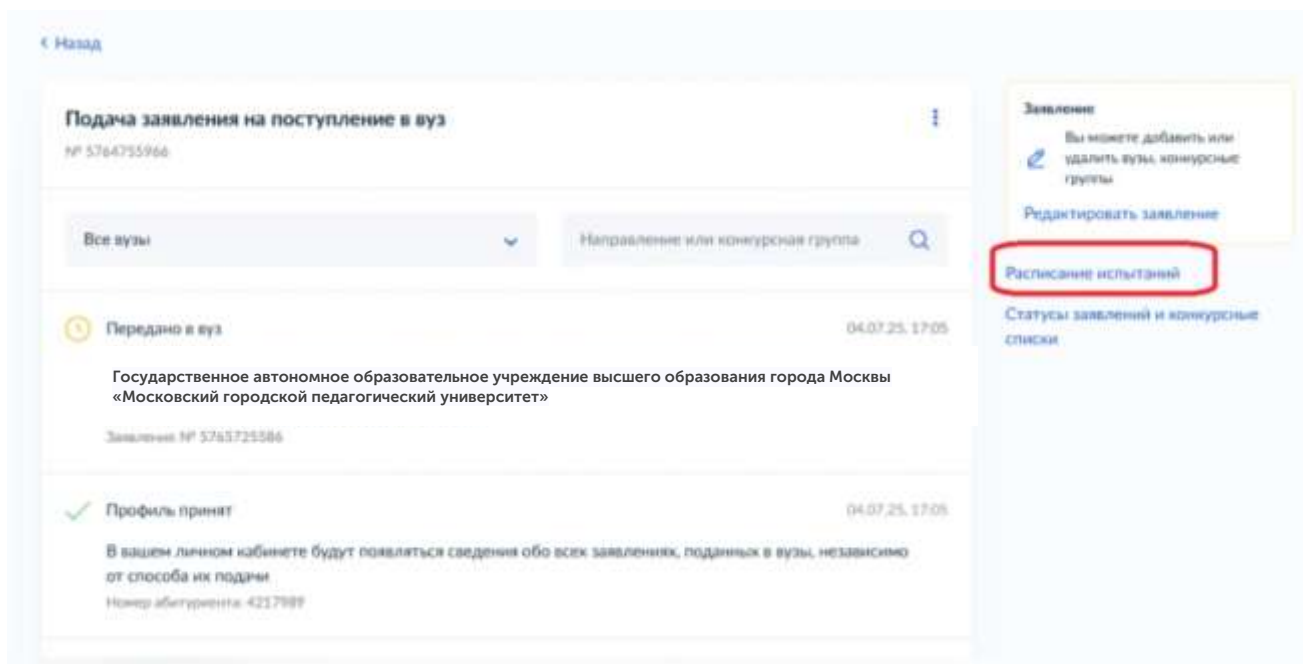 Назад
Подача заявления на поступление в вуз
№ 5764755966
Все вузы
Направление или конкурсная группа
Передано в вуз
04.07.25, 17:05
Государственное автономное образовательное учреждение высшего образования города Москвы
«Московский городской педагогический университет»
Заявление № 5765725586
Профиль принят
04.07.25, 17:05
В вашем личном кабинете будут появляться сведения обо всех заявлениях, поданных в вузы, независимо
от способа их подачи
Номер абитуриента: 4217989
Заявление
Вы можете добавить или
удалить вузы, конкурсные
группы
Редактировать заявление
Расписание испытаний
Статусы заявлений и конкурсные
списки